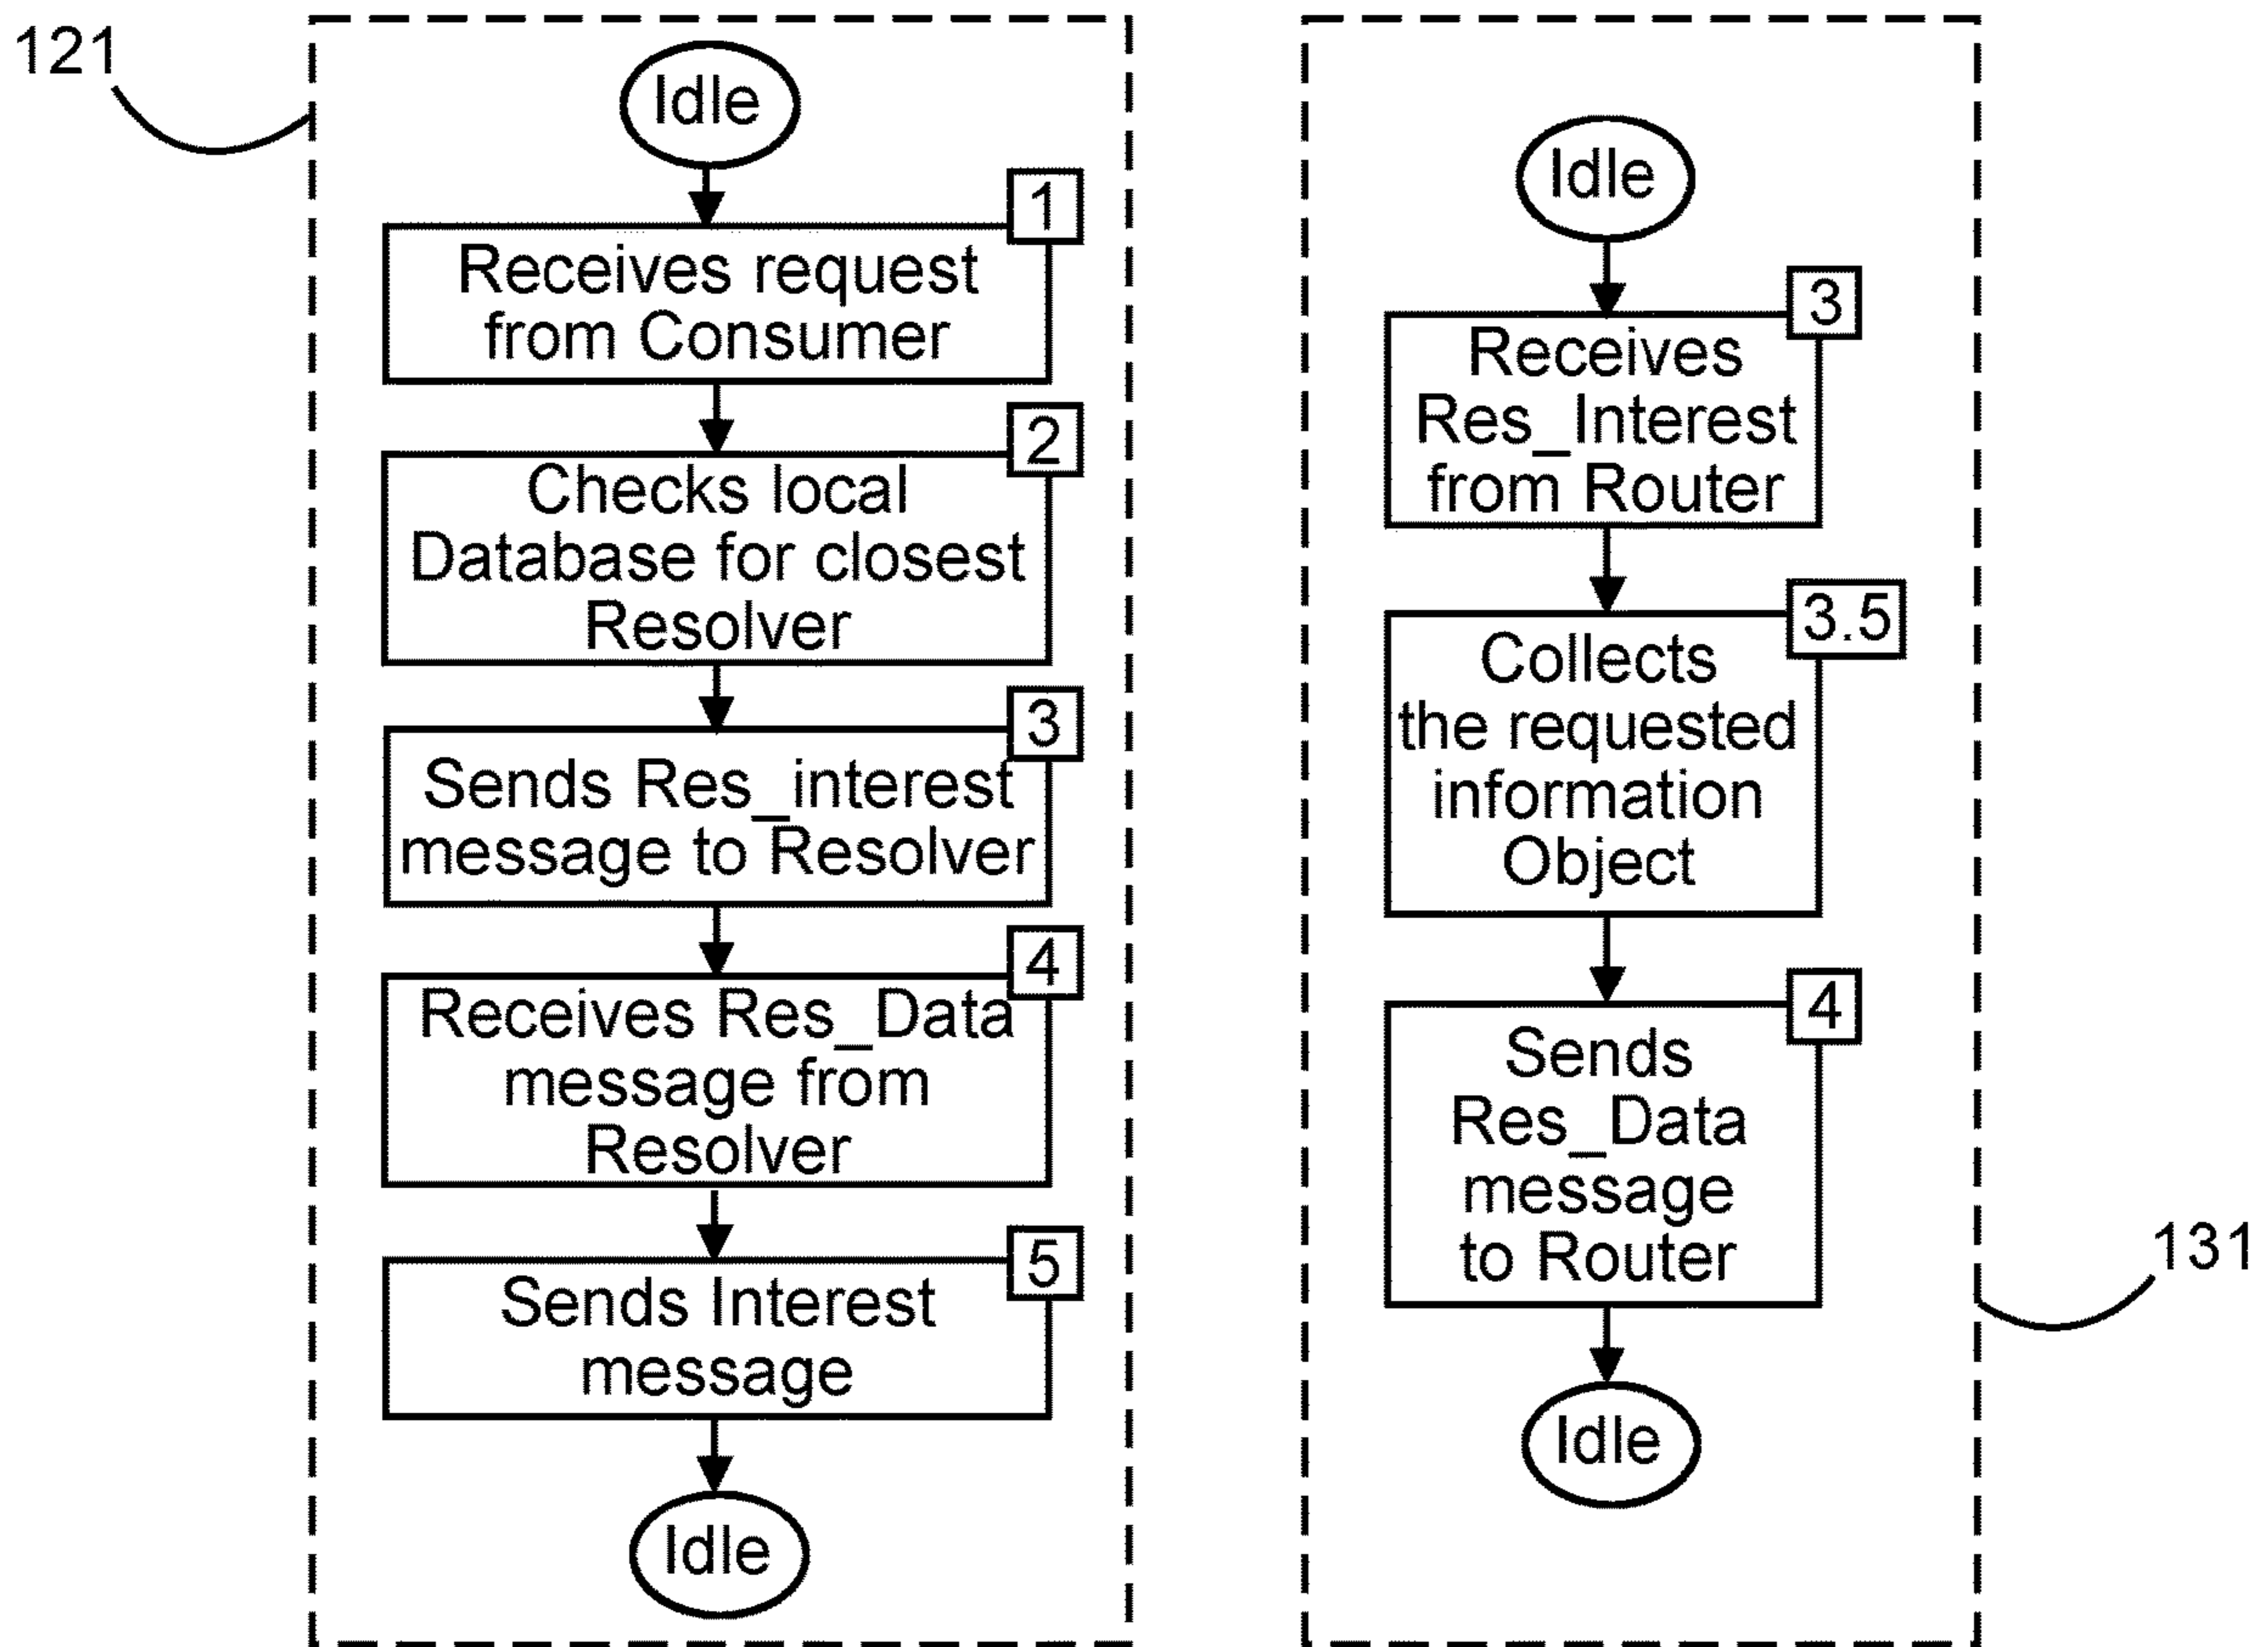 121
Idle
1
Receives request
from Consumer
2
Checks local
Database for closest
Resolver
3
Sends Res_interest
message to Resolver
4
Receives Res_Data
message from
Resolver
5
Sends Interest
message
Idle
Idle
3
Receives
Res_Interest
from Router
3.5
Collects
the requested
information
Object
4
Sends
Res_Data
message
to Router
Idle
131